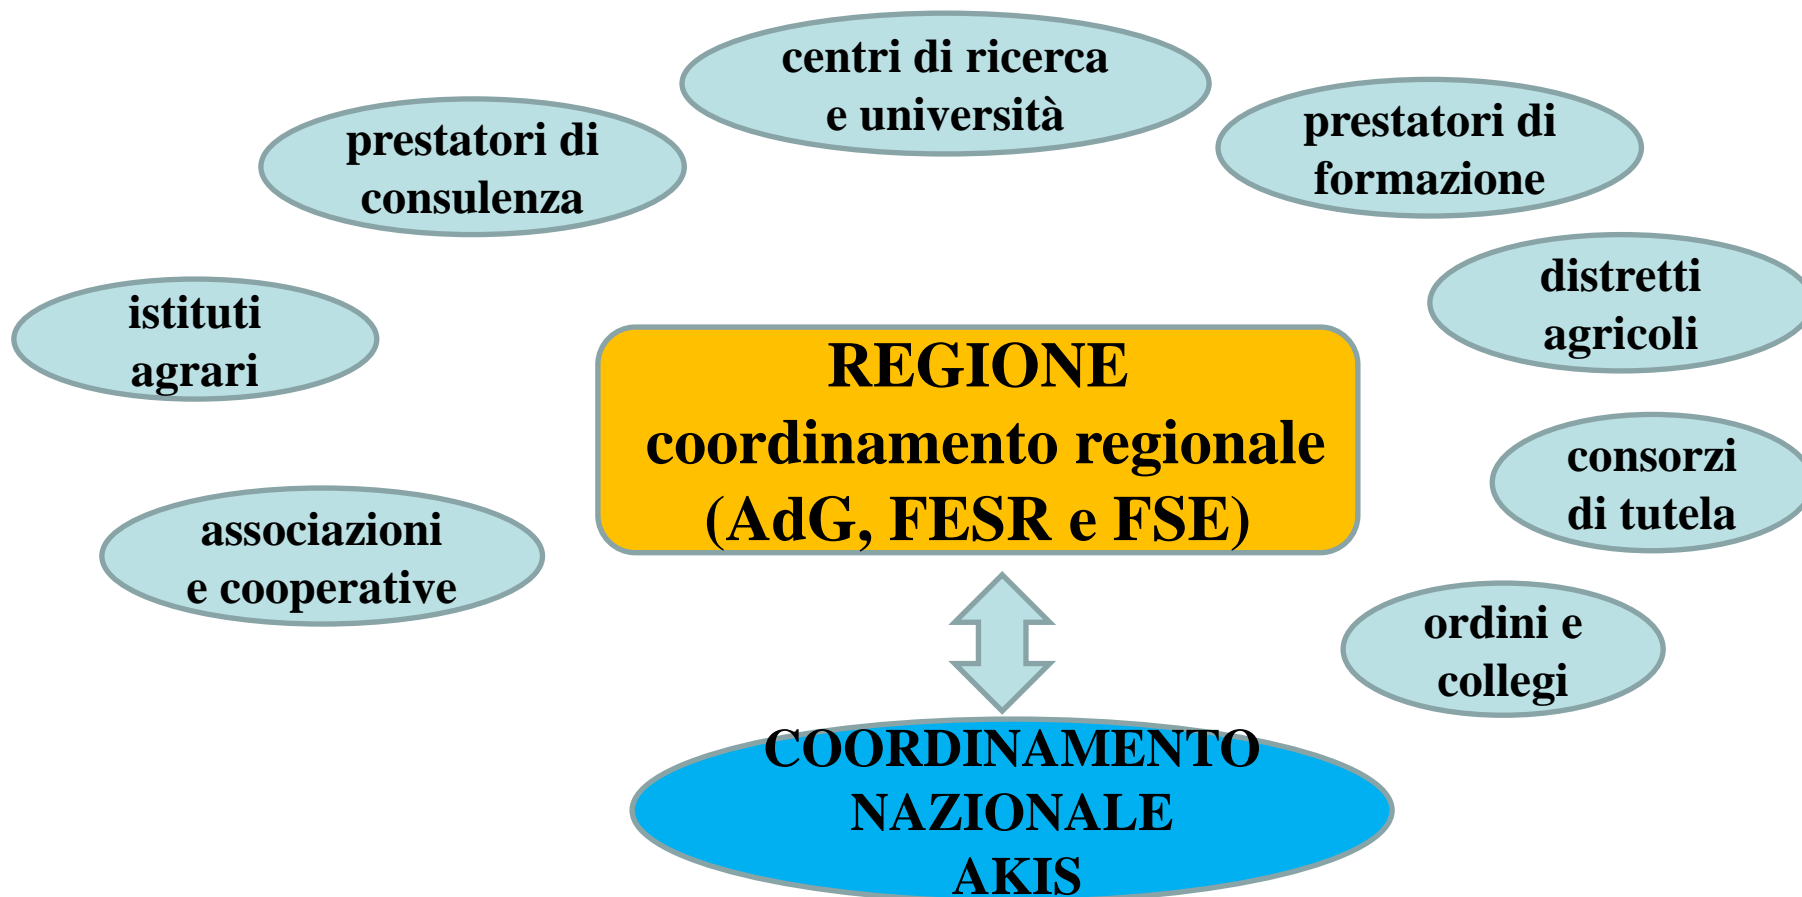 centri di ricerca
e università
prestatori di
consulenza
prestatori di
formazione
istituti
agrari
distretti
agricoli
REGIONE
coordinamento regionale
(AdG, FESR e FSE)
consorzi
di tutela
associazioni
e cooperative
ordini e
collegi
COORDINAMENTO
NAZIONALE
AKIS